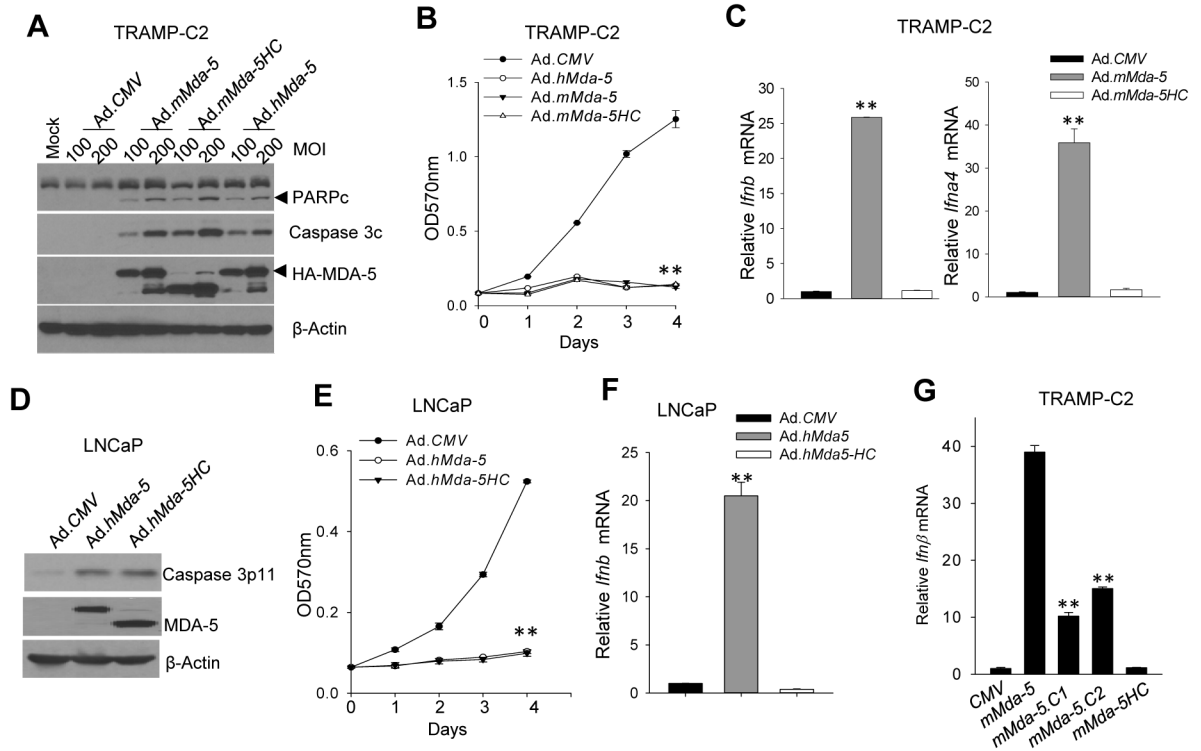 A
TRAMP-C2
Mock
Ad.CMV
Ad.mMda-5
Ad.mMda-5HC
Ad.hMda-5
100
200
100
200
100
200
100
200
MOI
PARPc
Caspase 3c
HA-MDA-5
β-Actin
B
TRAMP-C2
Ad.CMV
Ad.hMda-5
Ad.mMda-5
Ad.mMda-5HC
OD570nm
1.5
1.0
0.5
0.0
**
0 1 2 3 4
Days
C
TRAMP-C2
Ad.CMV
Ad.mMda-5
Ad.mMda-5HC
Relative Ifnb mRNA
30
25
20
15
10
5
0
**
Relative Ifna4 mRNA
50
40
30
20
10
0
**
D
LNCaP
Ad.CMV
Ad.hMda-5
Ad.hMda-5HC
Caspase 3p11
MDA-5
β-Actin
E
LNCaP
Ad.CMV
Ad.hMda-5
Ad.hMda-5HC
OD570nm
0.6
0.4
0.2
0.0
**
0 1 2 3 4
Days
F
LNCaP
Ad.CMV
Ad.hMda5
Ad.hMda5-HC
Relative Ifnb mRNA
25
20
15
10
5
0
**
G
TRAMP-C2
Relative Ifnβ mRNA
40
30
20
10
0
**
**
CMV
mMda-5
mMda-5.C1
mMda-5.C2
mMda-5HC